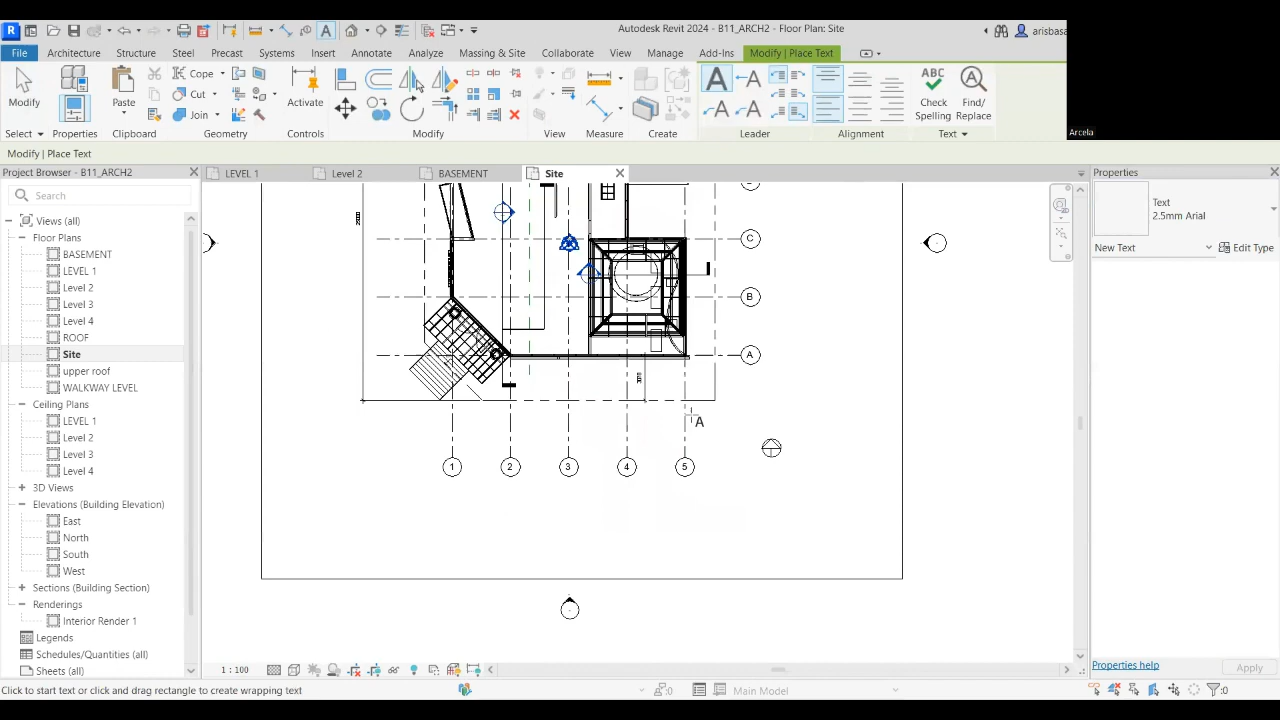 Autodesk Revit 2024 - B11_ARCH2 - Floor Plan: Site
arisbasa
File Architecture Structure Steel Precast Systems Insert Annotate Analyze Massing & Site Collaborate View Manage Addins Modify | Place Text
Modify Paste Cope Cut Join Activate Check Spelling Find/ Replace
Select Properties Clipboard Geometry Controls Modify View Measure Create Leader Alignment Text
Arcela
Modify | Place Text
Project Browser - B11_ARCH2
LEVEL 1 Level 2 BASEMENT Site
Properties
Search
Text
2.5mm Arial
New Text Edit Type
Views (all)
Floor Plans
BASEMENT
LEVEL 1
Level 2
Level 3
Level 4
ROOF
Site
upper roof
WALKWAY LEVEL
Ceiling Plans
LEVEL 1
Level 2
Level 3
Level 4
3D Views
Elevations (Building Elevation)
East
North
South
West
Sections (Building Section)
Renderings
Interior Render 1
Legends
Schedules/Quantities (all)
Sheets (all)
C
B
A
A
1 2 3 4 5
1 : 100
Properties help Apply
Click to start text or click and drag rectangle to create wrapping text
:0
Main Model
:0